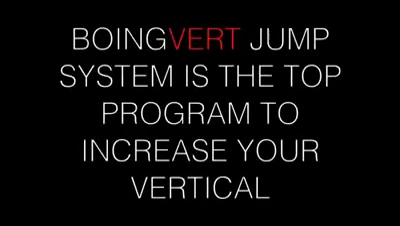 BOINGVERT JUMP
SYSTEM IS THE TOP
PROGRAM TO
INCREASE YOUR
VERTICAL